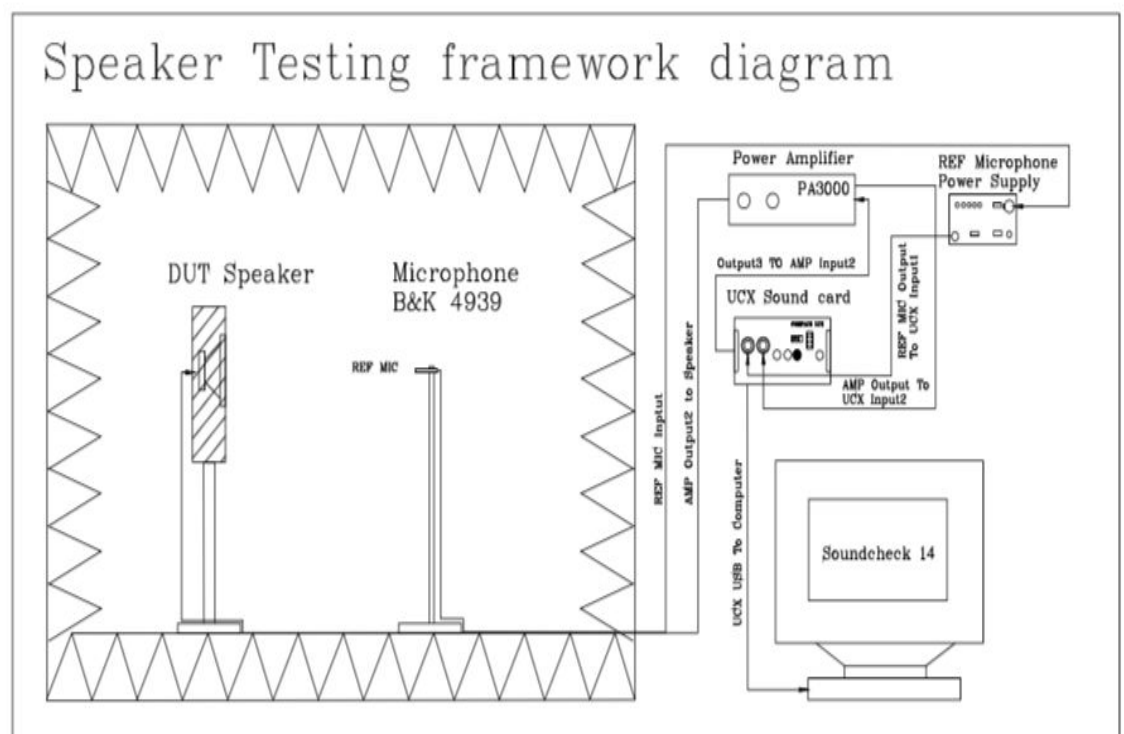 Speaker Testing framework diagram
Power Amplifier
PA3000
REF Microphone
Power Supply
Output3 TO AMP Input2
UCX Sound card
REF MIC Output
To UCX Input1
AMP Output To
UCX Input2
DUT Speaker
Microphone
B&K 4939
REF MIC
REF MIC Intput
AMP Output2 to Speaker
UCX USB To Computer
Soundcheck 14